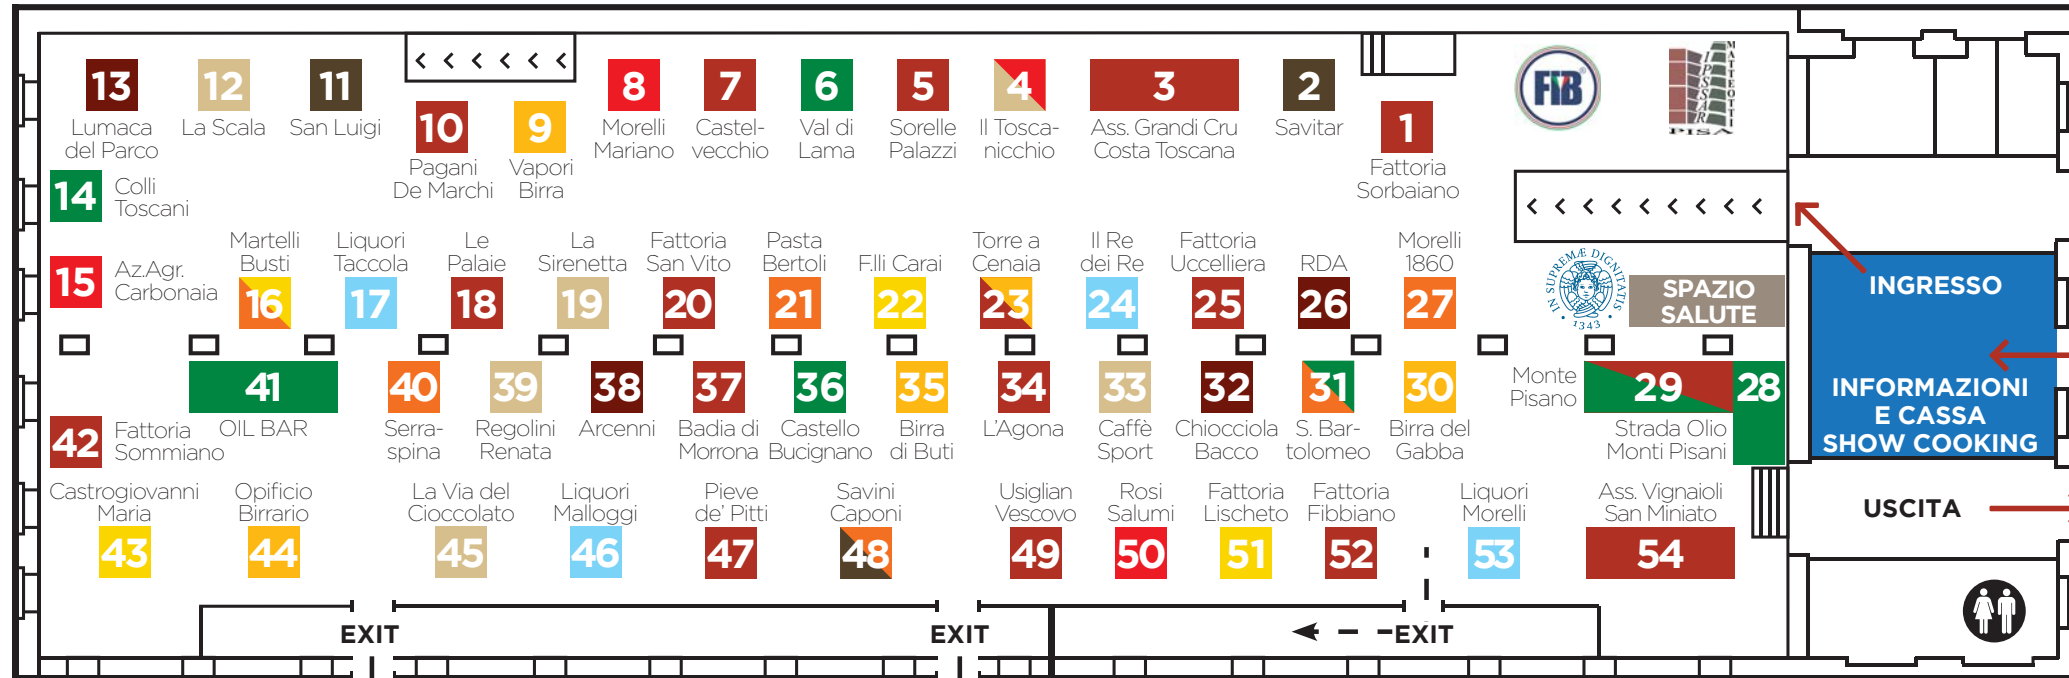 13
Lumaca
del Parco
12
La Scala
11
San Luigi
10
Pagani
De Marchi
9
Vapori
Birra
8
Morelli
Mariano
7
Castel-
vecchio
6
Val di
Lama
5
Sorelle
Palazzi
4
Il Tosca-
nicchio
3
Ass. Grandi Cru
Costa Toscana
2
Savitar
1
Fattoria
Sorbaiano
FIB
IPSSAR
MATTEOTTI
PISA
14
Colli
Toscani
15
Az.Agr.
Carbonaia
Martelli
Busti
16
Liquori
Taccola
17
Le
Palaie
18
La
Sirenetta
19
Fattoria
San Vito
20
Pasta
Bertoli
21
F.lli Carai
22
Torre a
Cenaia
23
Il Re
dei Re
24
Fattoria
Uccelliera
25
RDA
26
Morelli
1860
27
IN SUPREMÆ DIGNITATIS
1343
SPAZIO
SALUTE
INGRESSO
INFORMAZIONI
E CASSA
SHOW COOKING
41
OIL BAR
40
Serra-
spina
39
Regolini
Renata
38
Arcenni
37
Badia di
Morrona
36
Castello
Bucignano
35
Birra
di Buti
34
L'Agona
33
Caffè
Sport
32
Chiocciola
Bacco
31
S. Bar-
tolomeo
30
Birra del
Gabba
Monte
Pisano
29
28
Strada Olio
Monti Pisani
42
Fattoria
Sommiano
Castrogiovanni
Maria
43
Opificio
Birrario
44
La Via del
Cioccolato
45
Liquori
Malloggi
46
Pieve
de' Pitti
47
Savini
Caponi
48
Usiglian
Vescovo
49
Rosi
Salumi
50
Fattoria
Lischeto
51
Fattoria
Fibbiano
52
Liquori
Morelli
53
Ass. Vignaioli
San Miniato
54
USCITA
EXIT
EXIT
EXIT